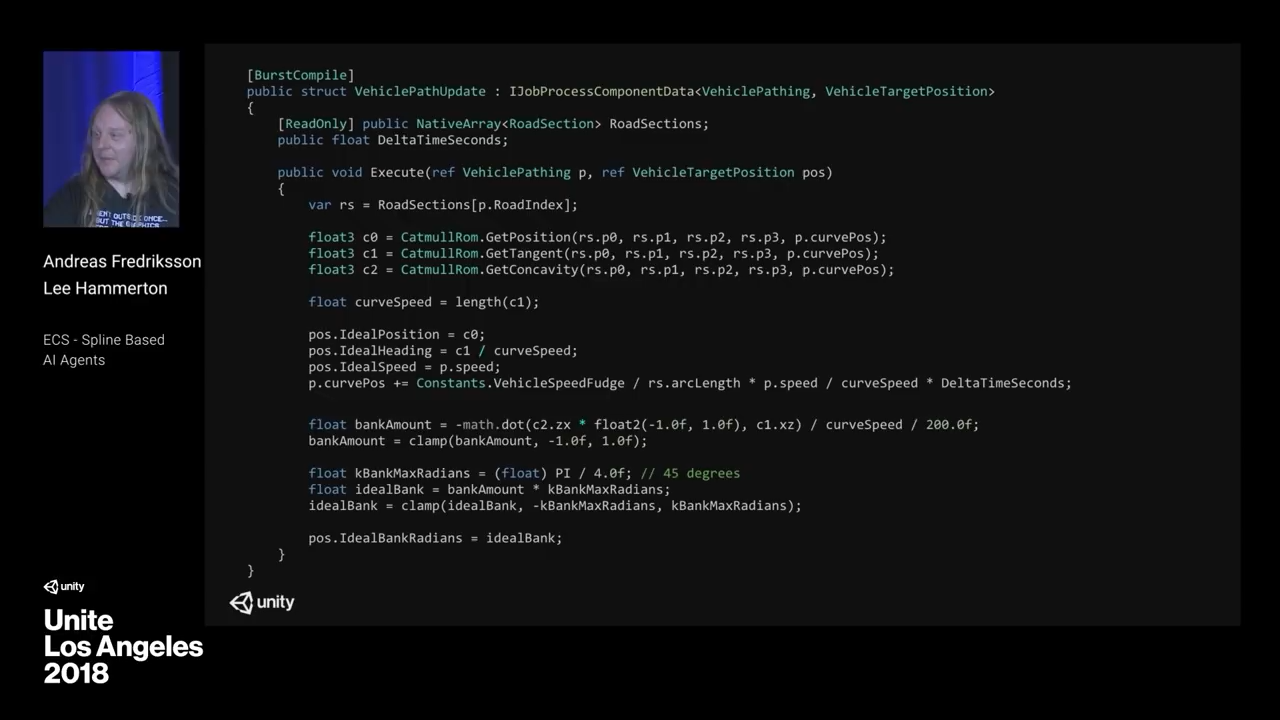 ENT OUTSIDE ONCE...
BUT THE GRAPHICS
Andreas Fredriksson
Lee Hammerton
ECS - Spline Based
AI Agents
unity
Unite
Los Angeles
2018
[BurstCompile]
public struct VehiclePathUpdate : IJobProcessComponentData<VehiclePathing, VehicleTargetPosition>
{
[ReadOnly] public NativeArray<RoadSection> RoadSections;
public float DeltaTimeSeconds;
public void Execute(ref VehiclePathing p, ref VehicleTargetPosition pos)
{
var rs = RoadSections[p.RoadIndex];
float3 c0 = CatmullRom.GetPosition(rs.p0, rs.p1, rs.p2, rs.p3, p.curvePos);
float3 c1 = CatmullRom.GetTangent(rs.p0, rs.p1, rs.p2, rs.p3, p.curvePos);
float3 c2 = CatmullRom.GetConcavity(rs.p0, rs.p1, rs.p2, rs.p3, p.curvePos);
float curveSpeed = length(c1);
pos.IdealPosition = c0;
pos.IdealHeading = c1 / curveSpeed;
pos.IdealSpeed = p.speed;
p.curvePos += Constants.VehicleSpeedFudge / rs.arcLength * p.speed / curveSpeed * DeltaTimeSeconds;
float bankAmount = -math.dot(c2.zx * float2(-1.0f, 1.0f), c1.xz) / curveSpeed / 200.0f;
bankAmount = clamp(bankAmount, -1.0f, 1.0f);
float kBankMaxRadians = (float) PI / 4.0f; // 45 degrees
float idealBank = bankAmount * kBankMaxRadians;
idealBank = clamp(idealBank, -kBankMaxRadians, kBankMaxRadians);
pos.IdealBankRadians = idealBank;
}
}
unity